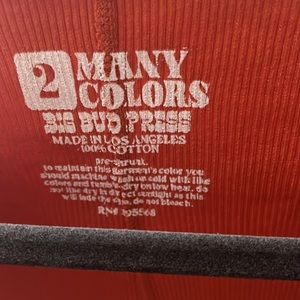 2 MANY
COLORS
BIG BUD PRESS
MADE IN LOS ANGELES
100% COTTON
pre-shrunk.
to maintain this garment's color you
should machine wash on cold with like
colors and tumble dry on low heat. do
not line dry in direct sunlight as this
will fade the dye. do not bleach.
RN# 195568